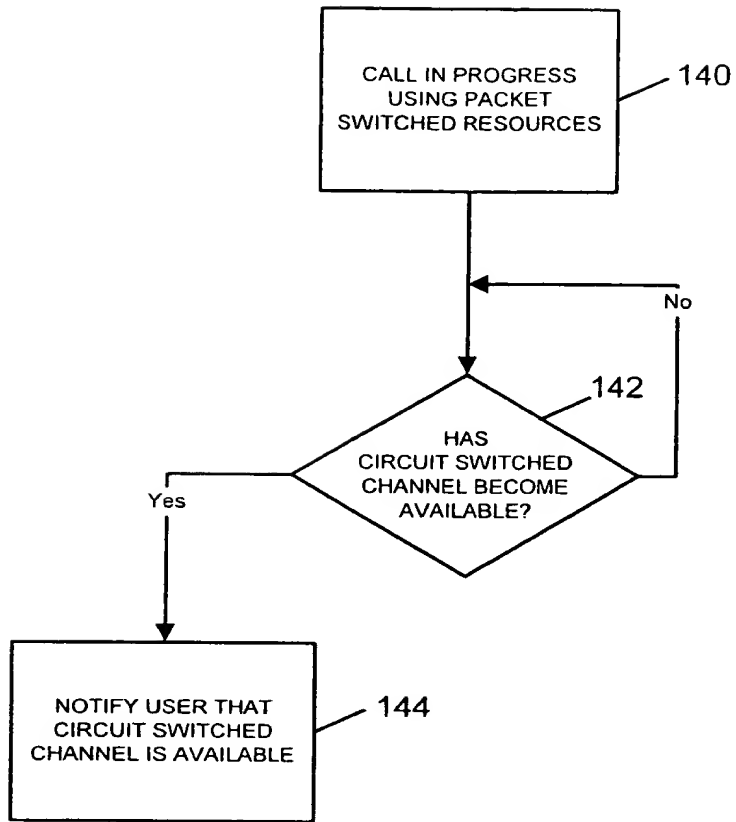 CALL IN PROGRESS
USING PACKET
SWITCHED RESOURCES
140
No
142
HAS
CIRCUIT SWITCHED
CHANNEL BECOME
AVAILABLE?
Yes
NOTIFY USER THAT
CIRCUIT SWITCHED
CHANNEL IS AVAILABLE
144